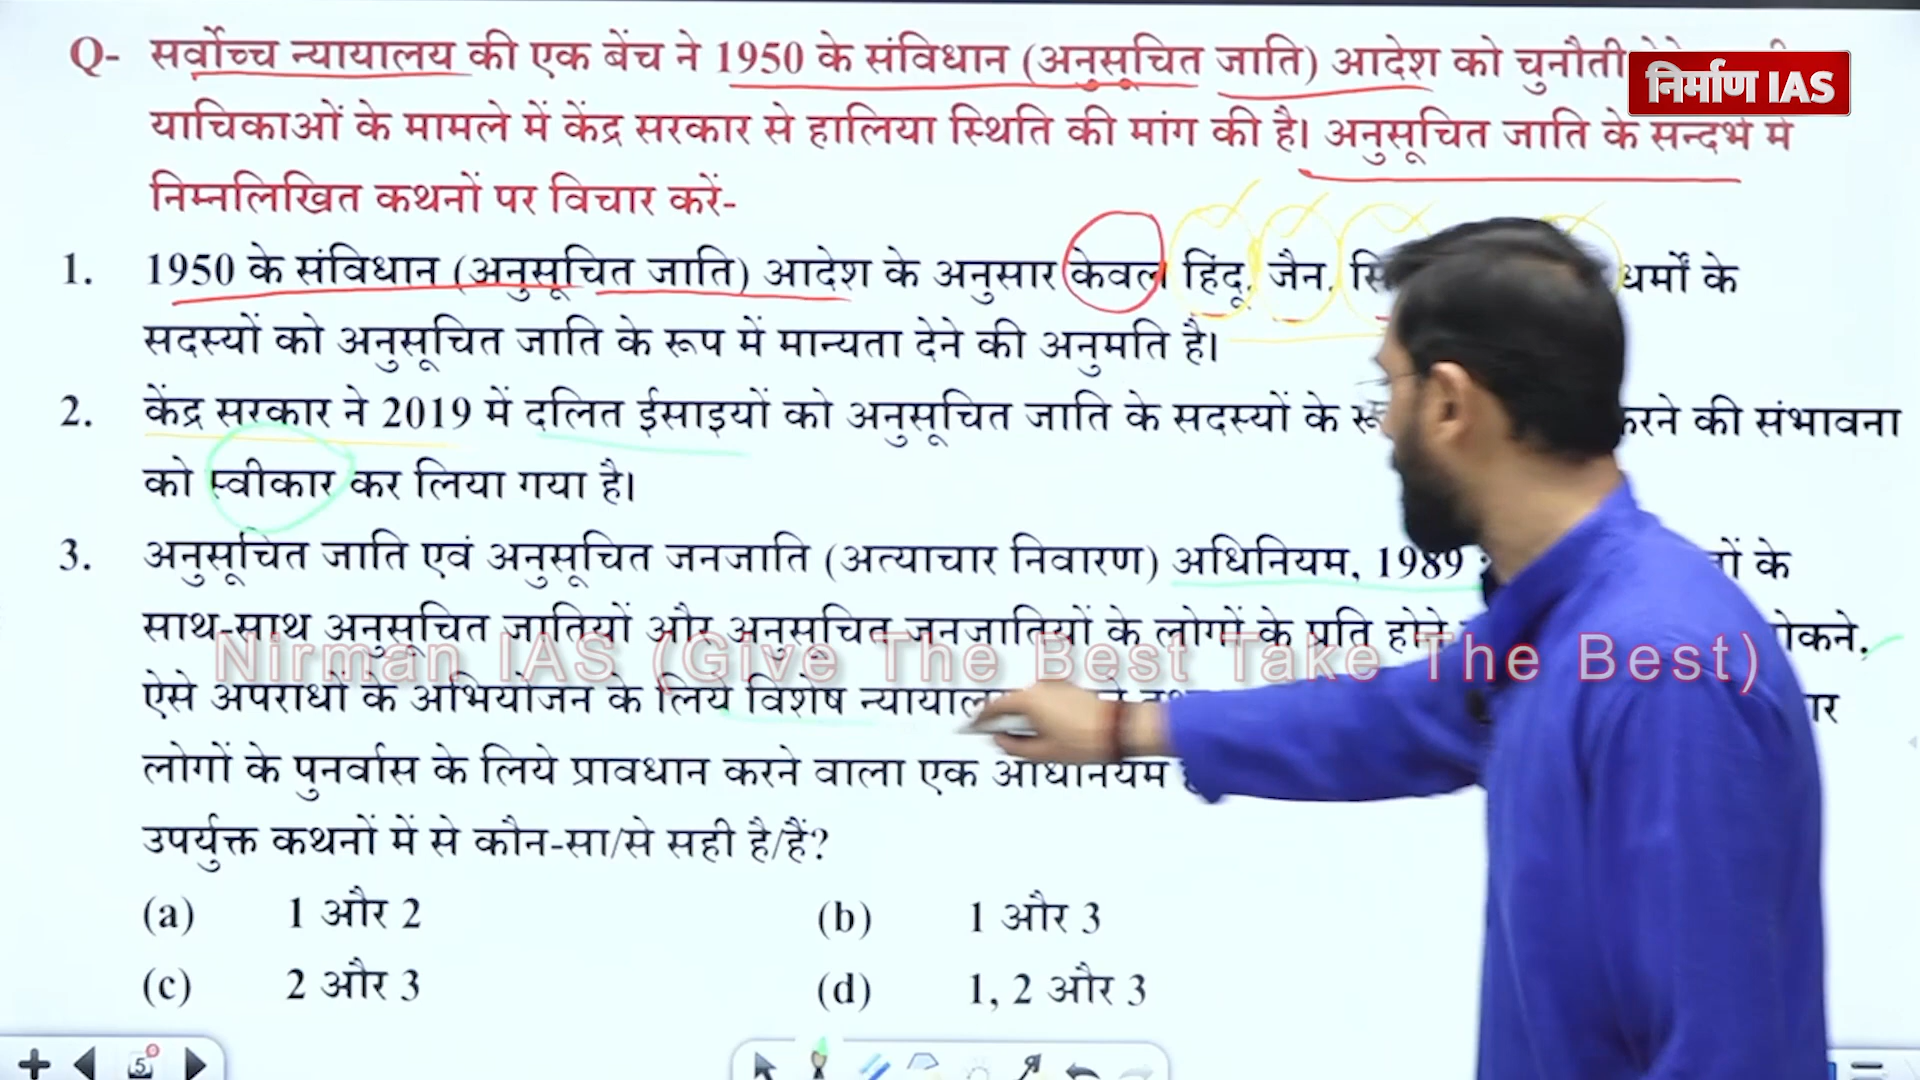 Q- सर्वोच्च न्यायालय की एक बेंच ने 1950 के संविधान (अनुसूचित जाति) आदेश को चुनौती
निर्माण IAS
याचिकाओं के मामले में केंद्र सरकार से हालिया स्थिति की मांग की है। अनुसूचित जाति के सन्दर्भ में
निम्नलिखित कथनों पर विचार करें-
1. 1950 के संविधान (अनुसूचित जाति) आदेश के अनुसार केवल हिंदू, जैन, धर्मों के
सदस्यों को अनुसूचित जाति के रूप में मान्यता देने की अनुमति है।
2. केंद्र सरकार ने 2019 में दलित ईसाइयों को अनुसूचित जाति के सदस्यों के करने की संभावना
को स्वीकार कर लिया गया है।
3. अनुसूचित जाति एवं अनुसूचित जनजाति (अत्याचार निवारण) अधिनियम, 1989 के
साथ-साथ अनुसूचित जातियों और अनुसूचित जनजातियों के लोगों के प्रति होने रोकने,
Nirman IAS (Give The Best Take The Best)
ऐसे अपराधों के अभियोजन के लिये विशेष
लोगों के पुनर्वास के लिये प्रावधान करने वाला एक अधिनियम
उपर्युक्त कथनों में से कौन-सा/से सही है/हैं?
(a) 1 और 2 (b) 1 और 3
(c) 2 और 3 (d) 1, 2 और 3
5